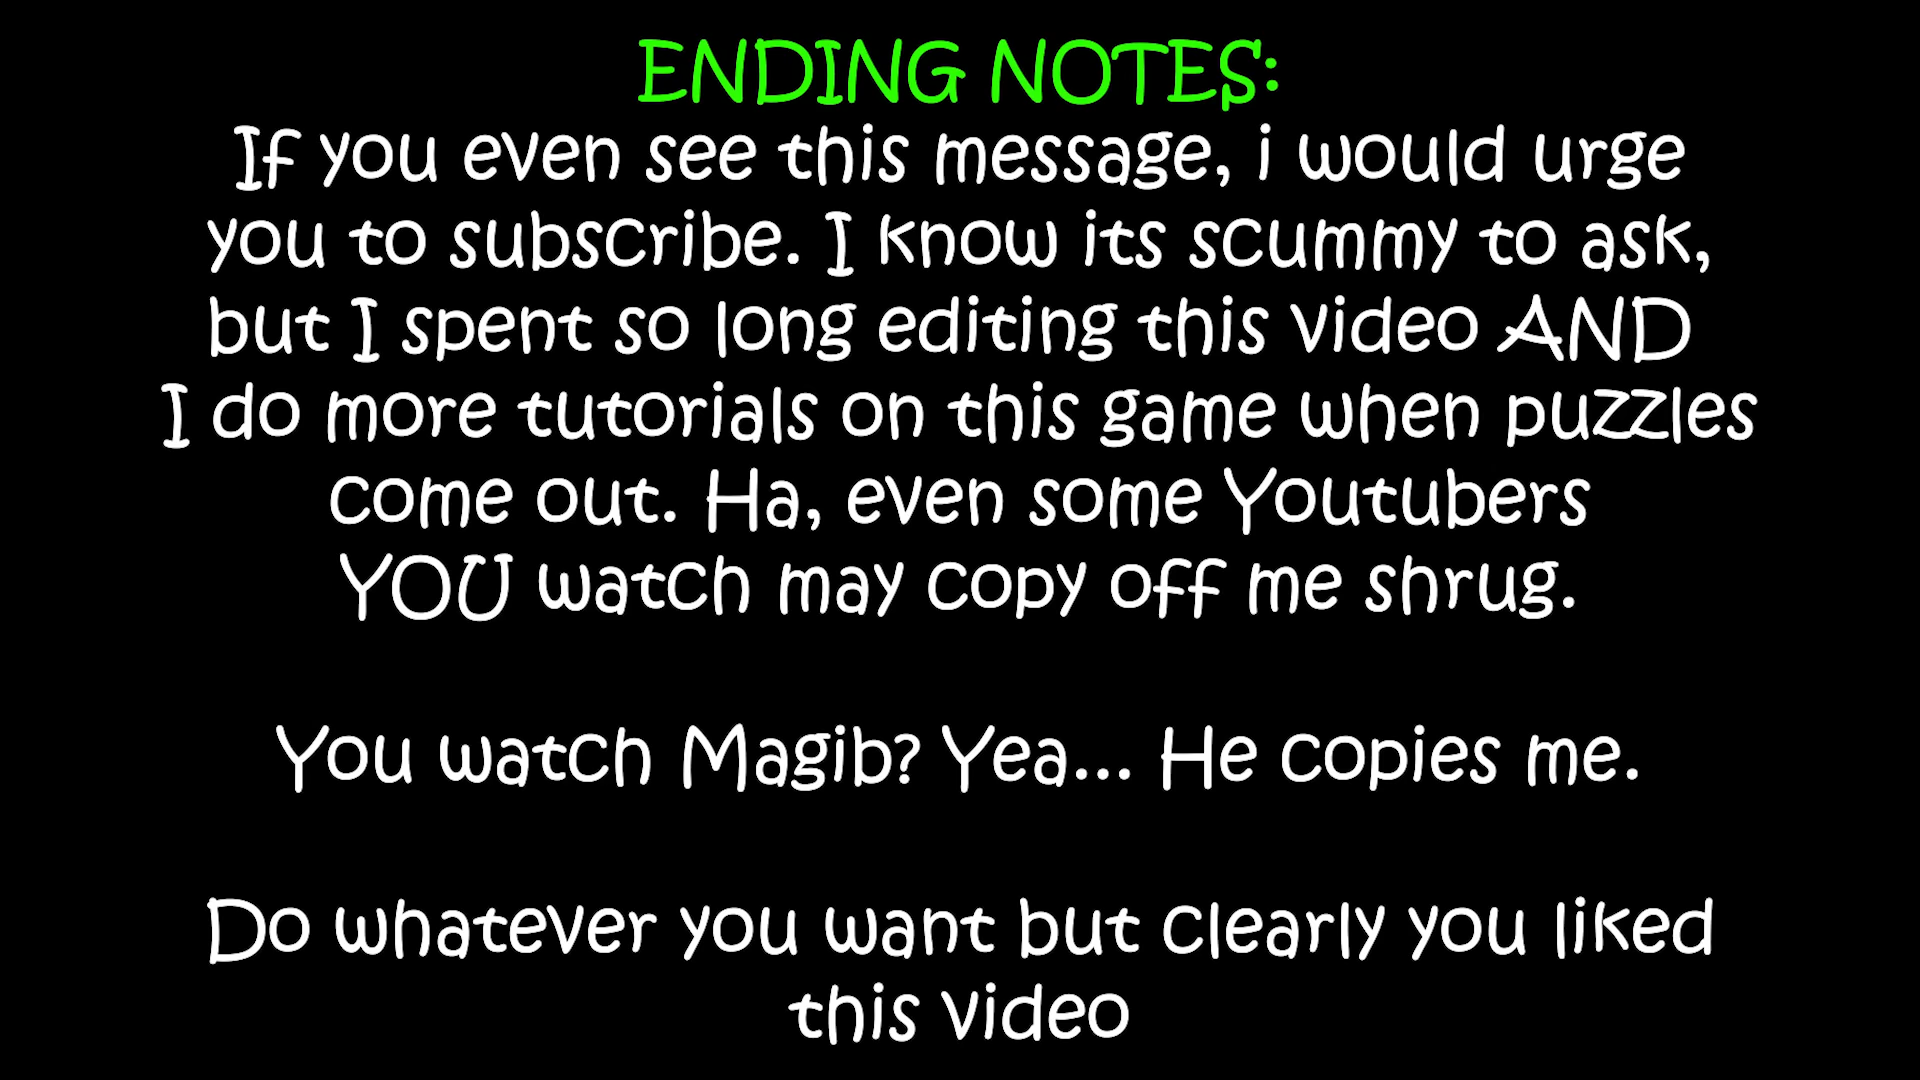 ENDING NOTES:
If you even see this message, i would urge
you to subscribe. I know its scummy to ask,
but I spent so long editing this video AND
I do more tutorials on this game when puzzles
come out. Ha, even some Youtubers
YOU watch may copy off me shrug.
You watch Magib? Yea... He copies me.
Do whatever you want but clearly you liked
this video